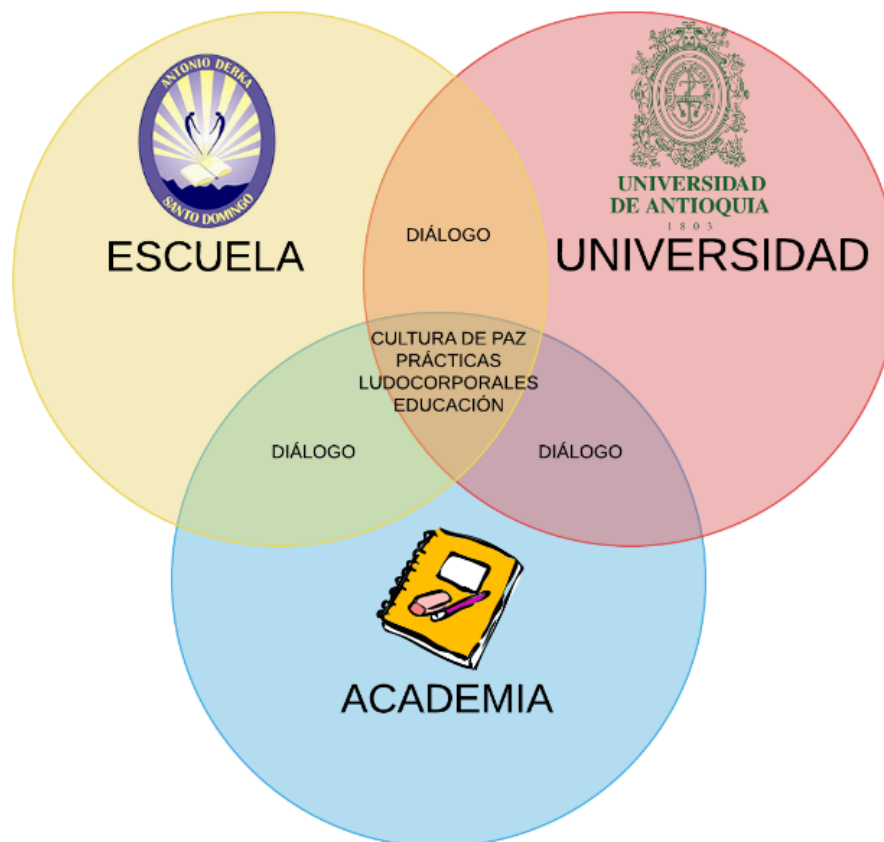 ANTONIO DERKA
SANTO DOMINGO
ESCUELA
UNIVERSIDAD
DE ANTIOQUIA
1803
UNIVERSIDAD
DIÁLOGO
CULTURA DE PAZ
PRÁCTICAS
LUDOCORPORALES
EDUCACIÓN
DIÁLOGO
DIÁLOGO
ACADEMIA